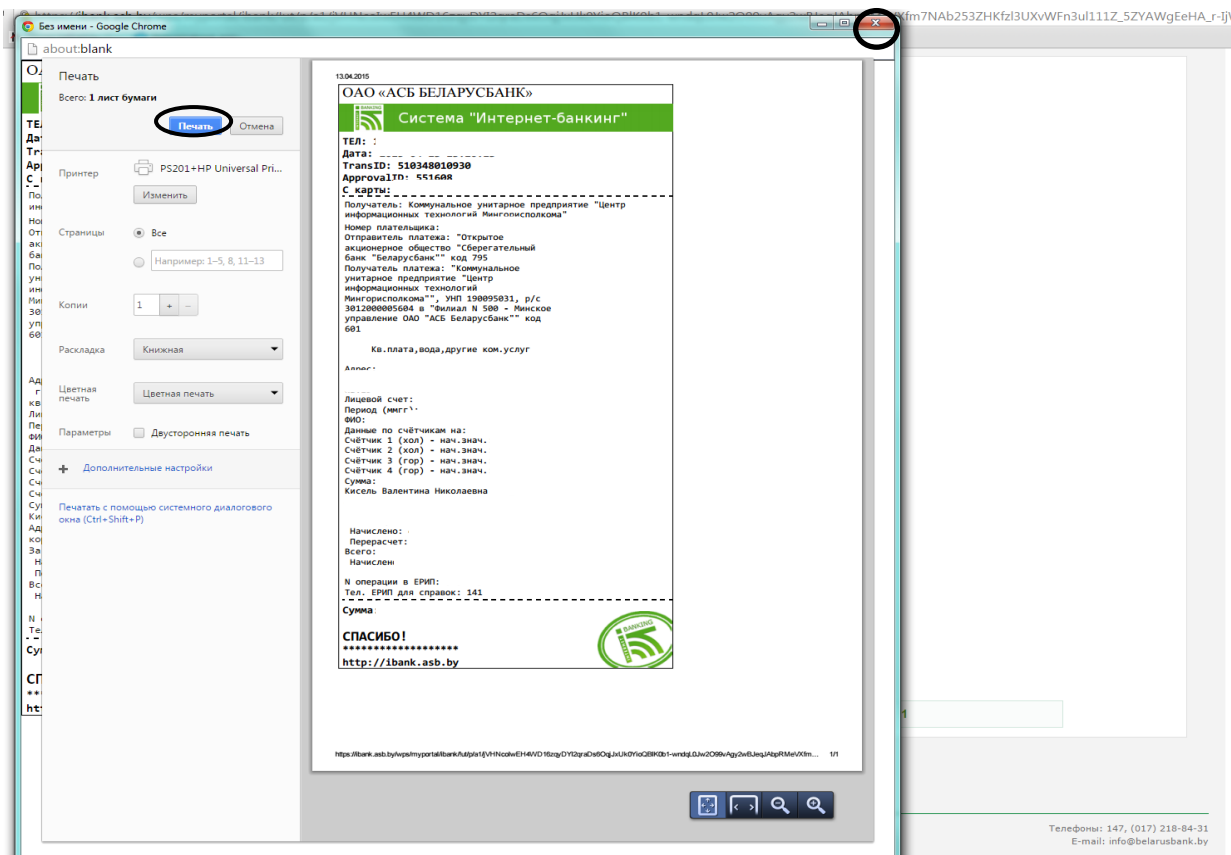 Без имени - Google Chrome
about:blank
Печать
Всего: 1 лист бумаги
Печать
Отмена
Принтер
PS201+HP Universal Pri...
Изменить
Страницы
Все
Например: 1–5, 8, 11–13
Копии
1
+
–
Раскладка
Книжная
Цветная печать
Цветная печать
Параметры
Двусторонняя печать
+ Дополнительные настройки
Печатать с помощью системного диалогового
окна (Ctrl+Shift+P)
13.04.2015
ОАО «АСБ БЕЛАРУСБАНК»
BANKING
Система "Интернет-банкинг"
ТЕЛ:
Дата:
TransID: 510348010930
ApprovalID: 551608
С карты:
Получатель: Коммунальное унитарное предприятие "Центр
информационных технологий Мингорисполкома"
Номер плательщика:
Отправитель платежа: "Открытое
акционерное общество "Сберегательный
банк "Беларусбанк"" код 795
Получатель платежа: "Коммунальное
унитарное предприятие "Центр
информационных технологий
Мингорисполкома"", УНП 190095031, р/с
3012000005604 в "Филиал N 500 - Минское
управление ОАО "АСБ Беларусбанк"" код
601
Кв.плата,вода,другие ком.услуг
Адрес:
Лицевой счет:
Период (ммгг):
ФИО:
Данные по счётчикам на:
Счётчик 1 (хол) - нач.знач.
Счётчик 2 (хол) - нач.знач.
Счётчик 3 (гор) - нач.знач.
Счётчик 4 (гор) - нач.знач.
Сумма:
Кисель Валентина Николаевна
Начислено:
Перерасчет:
Всего:
Начислен
N операции в ЕРИП:
Тел. ЕРИП для справок: 141
Сумма
СПАСИБО!
*******************
http://ibank.asb.by
BANKING
1/1
Телефоны: 147, (017) 218-84-31
E-mail: info@belarusbank.by